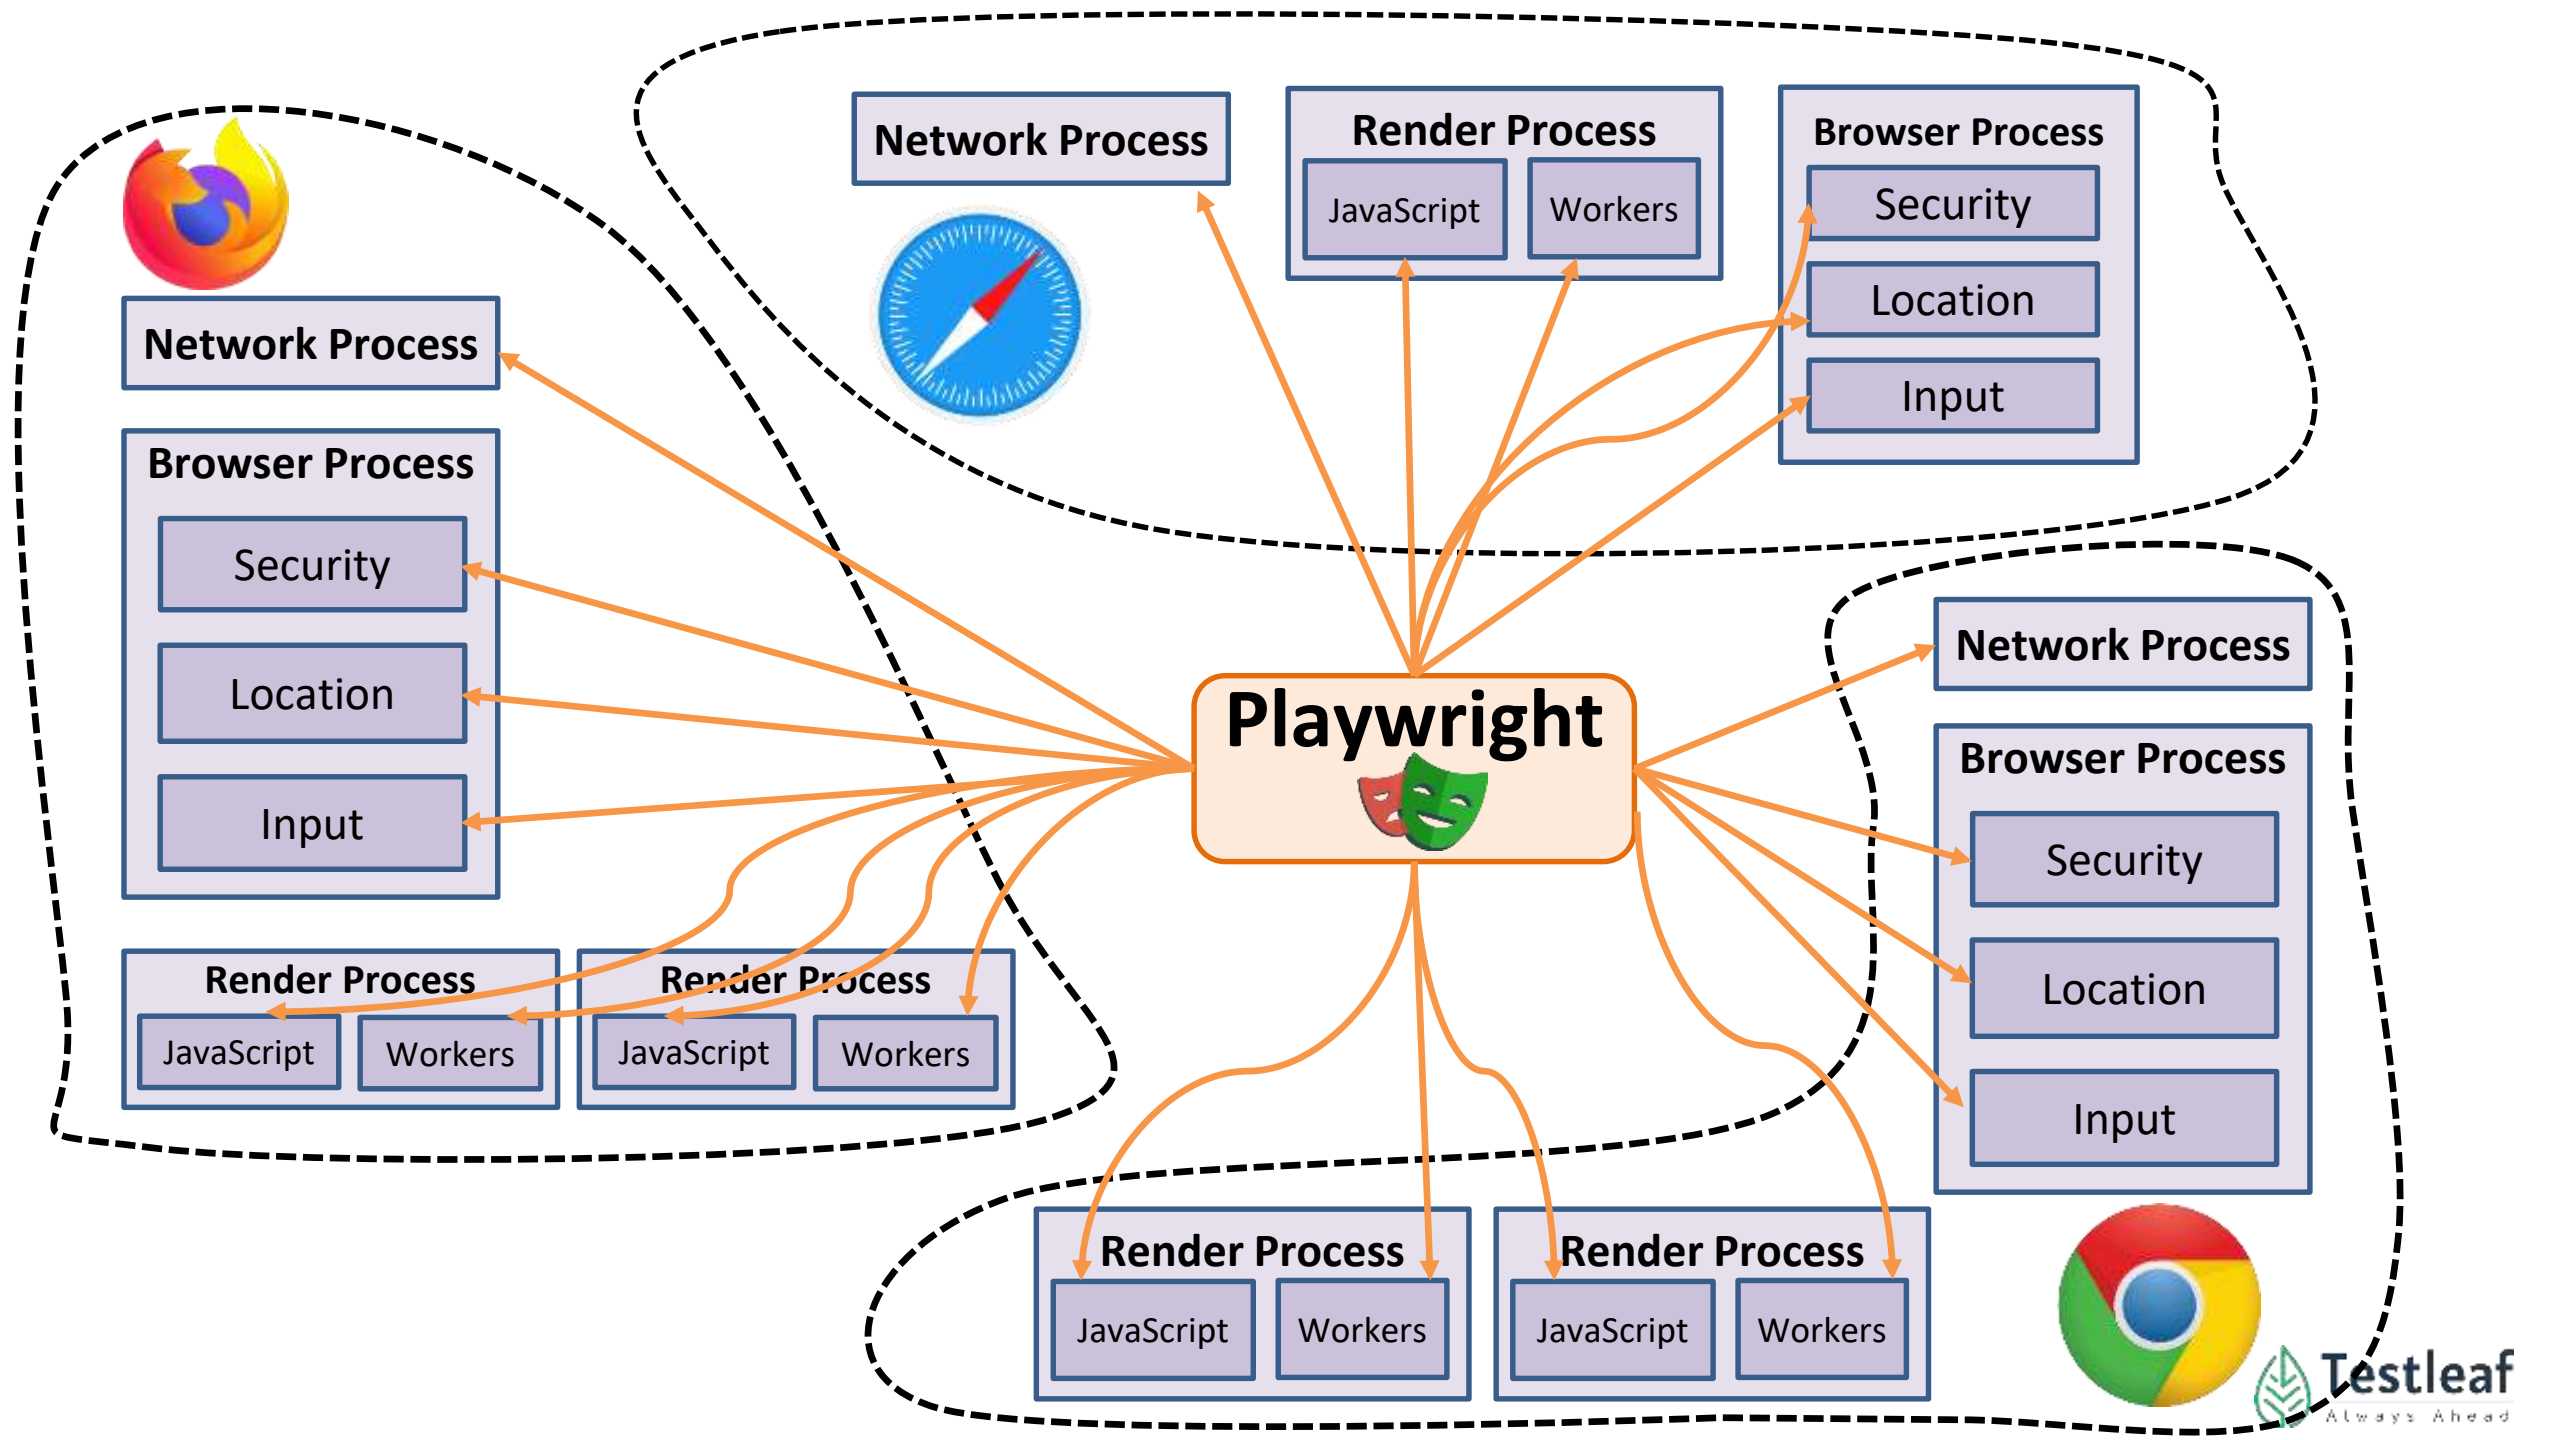 Network Process
Render Process
JavaScript
Workers
Browser Process
Security
Location
Input
Network Process
Browser Process
Security
Location
Input
Render Process
JavaScript
Workers
Render Process
JavaScript
Workers
Playwright
Network Process
Browser Process
Security
Location
Input
Render Process
JavaScript
Workers
Render Process
JavaScript
Workers
Testleaf
Always Ahead